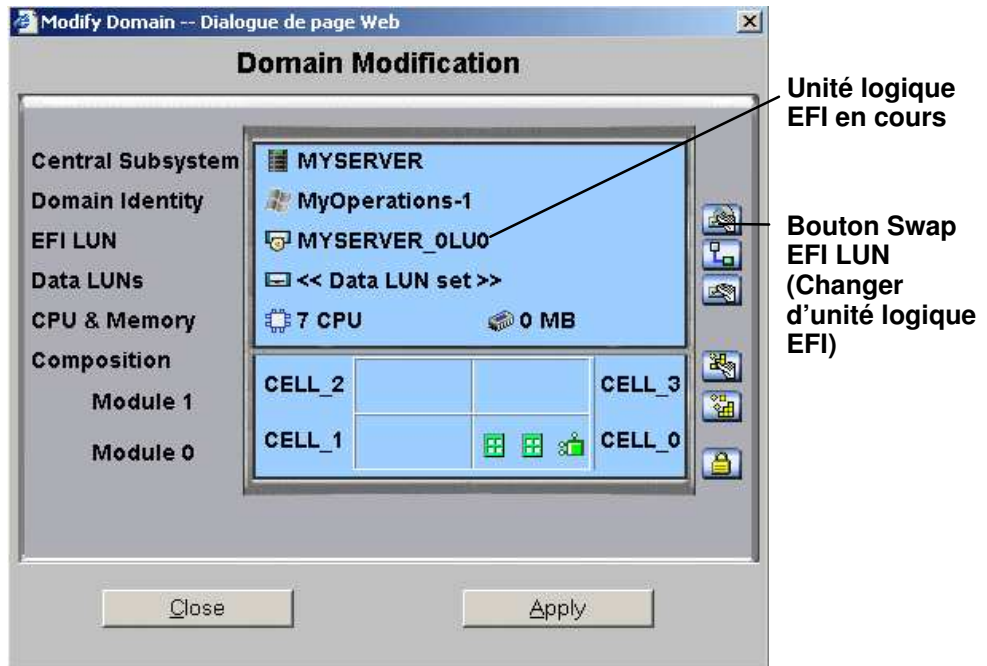 Modify Domain -- Dialogue de page Web
Domain Modification
Central Subsystem MYSERVER
Domain Identity MyOperations-1
EFI LUN MYSERVER_0LU0
Data LUNs << Data LUN set >>
CPU & Memory 7 CPU 0 MB
Composition
Module 1 CELL_2 CELL_3
Module 0 CELL_1 CELL_0
Close Apply
Unité logique
EFI en cours
Bouton Swap
EFI LUN
(Changer
d'unité logique
EFI)